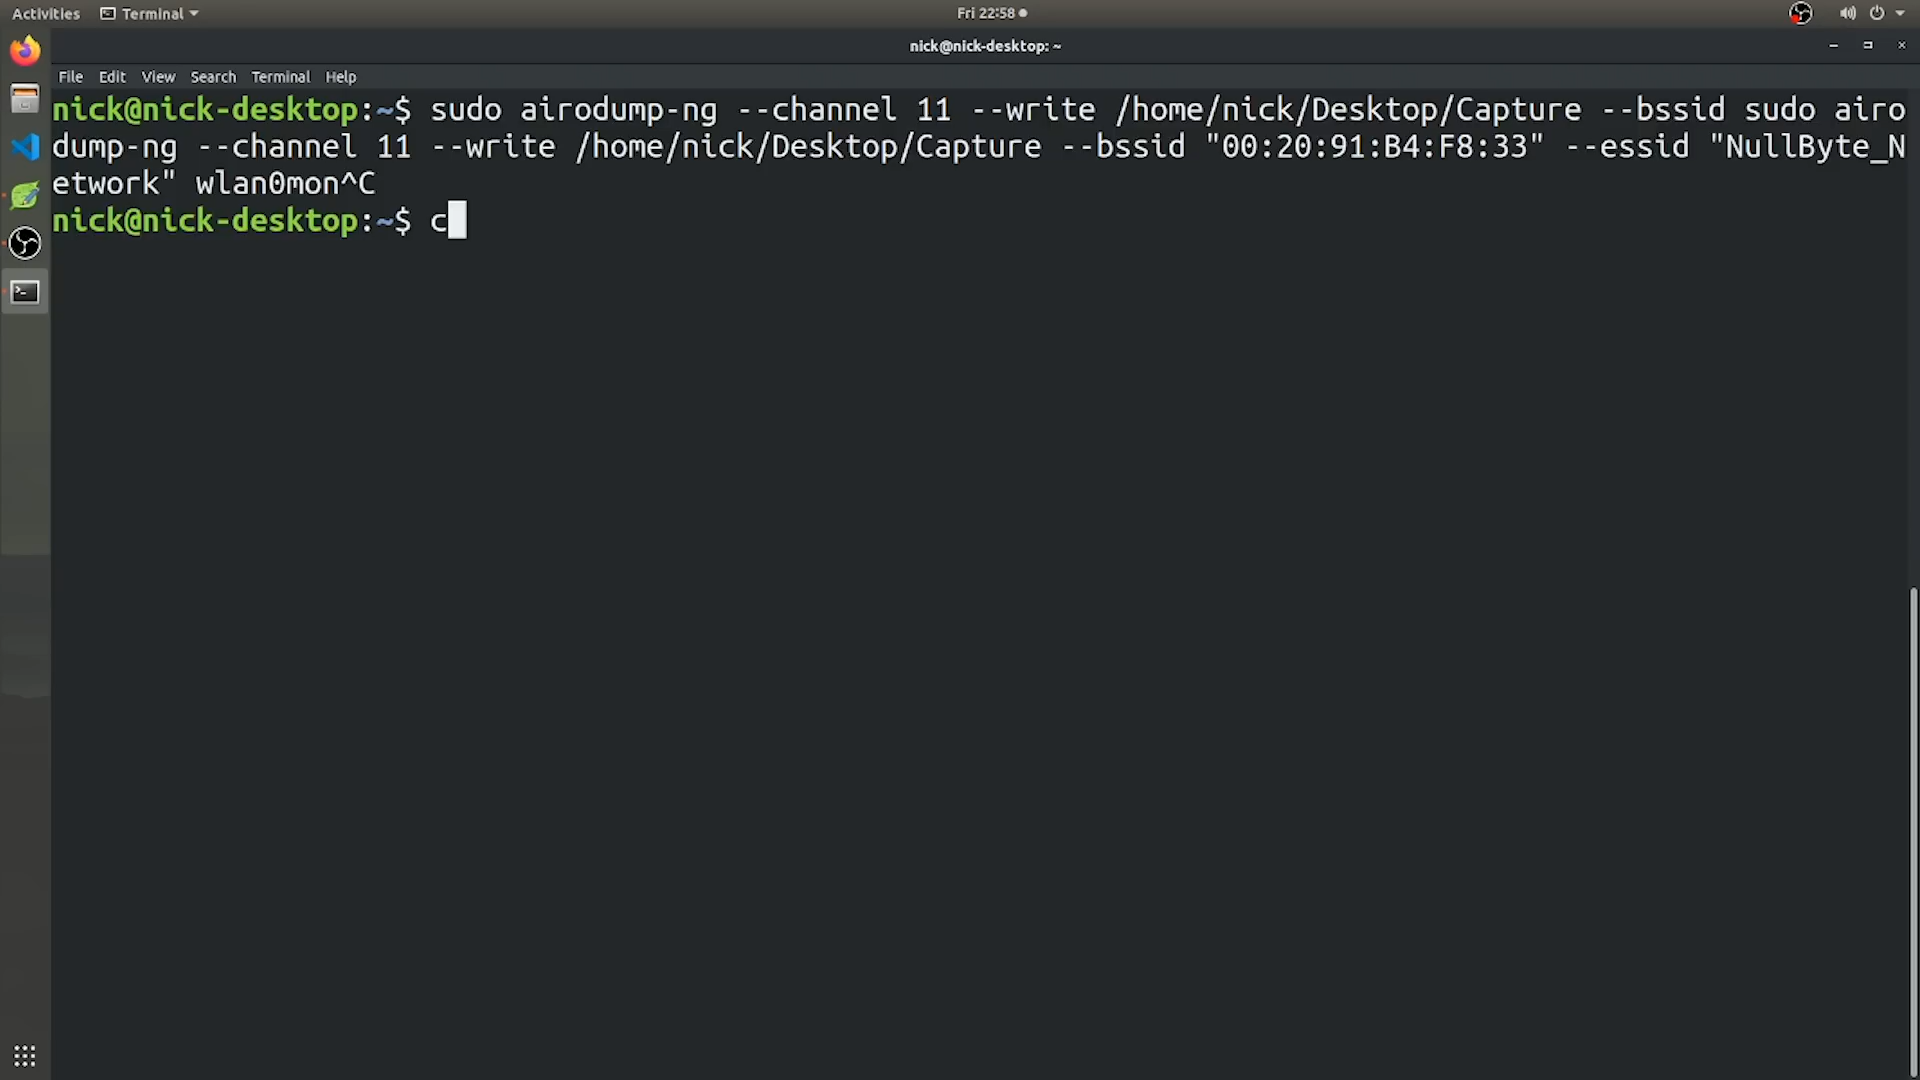 Activities Terminal Fri 22:58
nick@nick-desktop: ~
File Edit View Search Terminal Help
nick@nick-desktop:~$ sudo airodump-ng --channel 11 --write /home/nick/Desktop/Capture --bssid sudo airo
dump-ng --channel 11 --write /home/nick/Desktop/Capture --bssid "00:20:91:B4:F8:33" --essid "NullByte_N
etwork" wlan0mon^C
nick@nick-desktop:~$ c